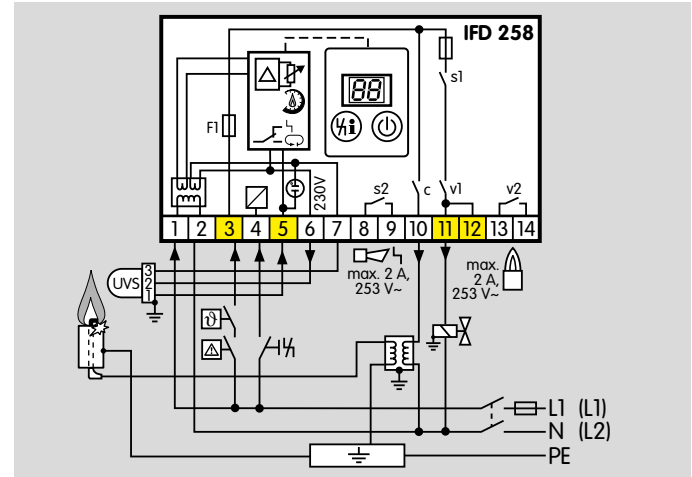 IFD 258
88
s1
F1
i
230V
s2
c
v1
v2
1 2 3 4 5 6 7 8 9 10 11 12 13 14
max. 2 A,
253 V~
max.
2 A,
253 V~
UVS
3
2
1
ϑ
L1 (L1)
N (L2)
PE